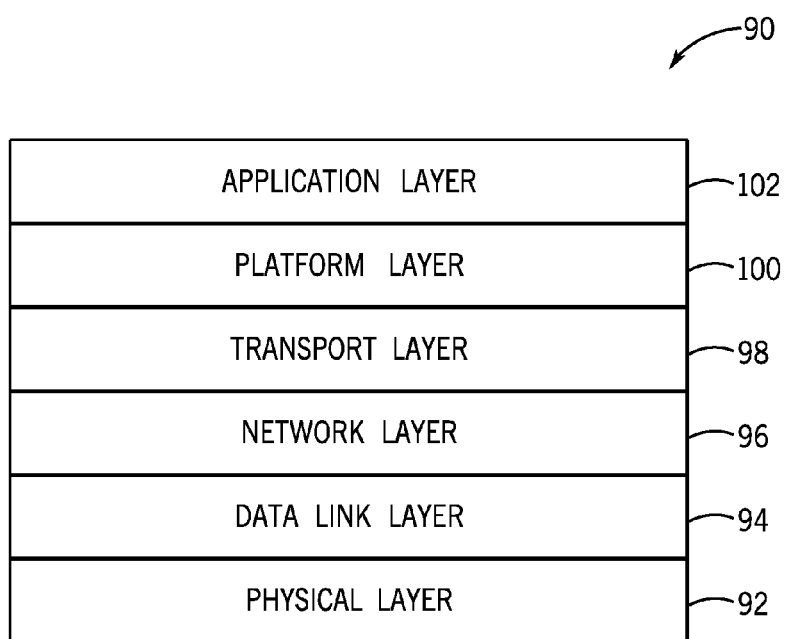 90
APPLICATION LAYER 102
PLATFORM LAYER 100
TRANSPORT LAYER 98
NETWORK LAYER 96
DATA LINK LAYER 94
PHYSICAL LAYER 92